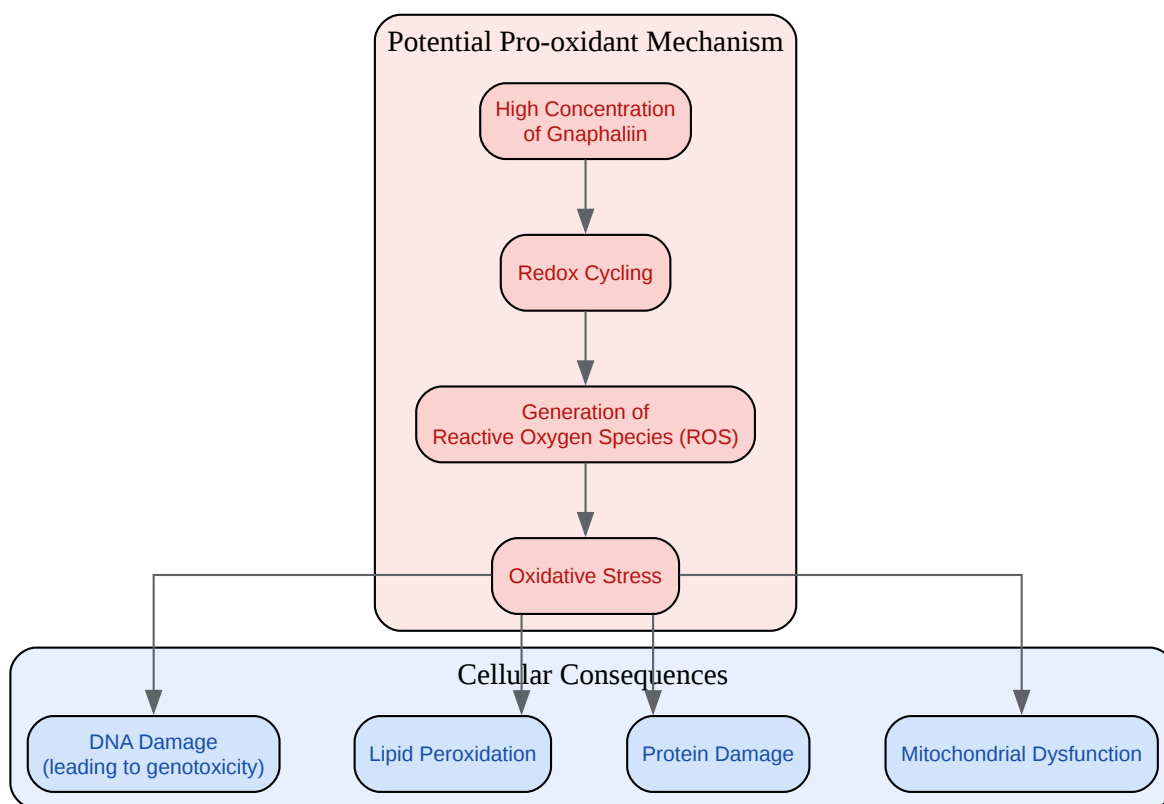 Potential Pro-oxidant Mechanism
High Concentration
of Gnaphaliin
Redox Cycling
Generation of
Reactive Oxygen Species (ROS)
Oxidative Stress
Cellular Consequences
DNA Damage
(leading to genotoxicity)
Lipid Peroxidation
Protein Damage
Mitochondrial Dysfunction